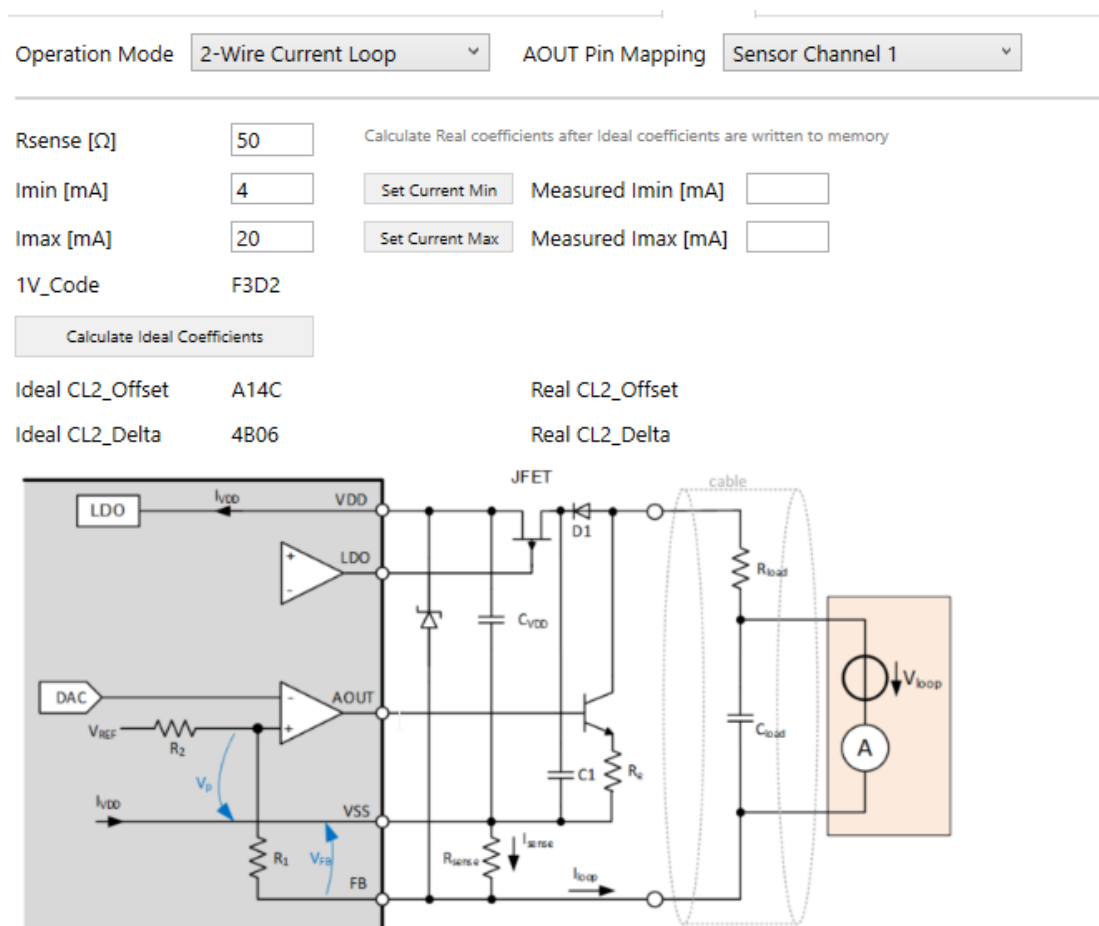 Operation Mode 2-Wire Current Loop AOUT Pin Mapping Sensor Channel 1
Rsense [Ω] 50 Calculate Real coefficients after Ideal coefficients are written to memory
Imin [mA] 4 Set Current Min Measured Imin [mA]
Imax [mA] 20 Set Current Max Measured Imax [mA]
1V_Code F3D2
Calculate Ideal Coefficients
Ideal CL2_Offset A14C Real CL2_Offset
Ideal CL2_Delta 4B06 Real CL2_Delta
JFET
cable
LDO IVDD VDD
D1
LDO
Rload
CVDD
DAC AOUT
Vloop
VREF
R2
Cload
A
Vp
C1 Re
IVDD
VSS
R1 VFB Rsense Isense
FB Iloop